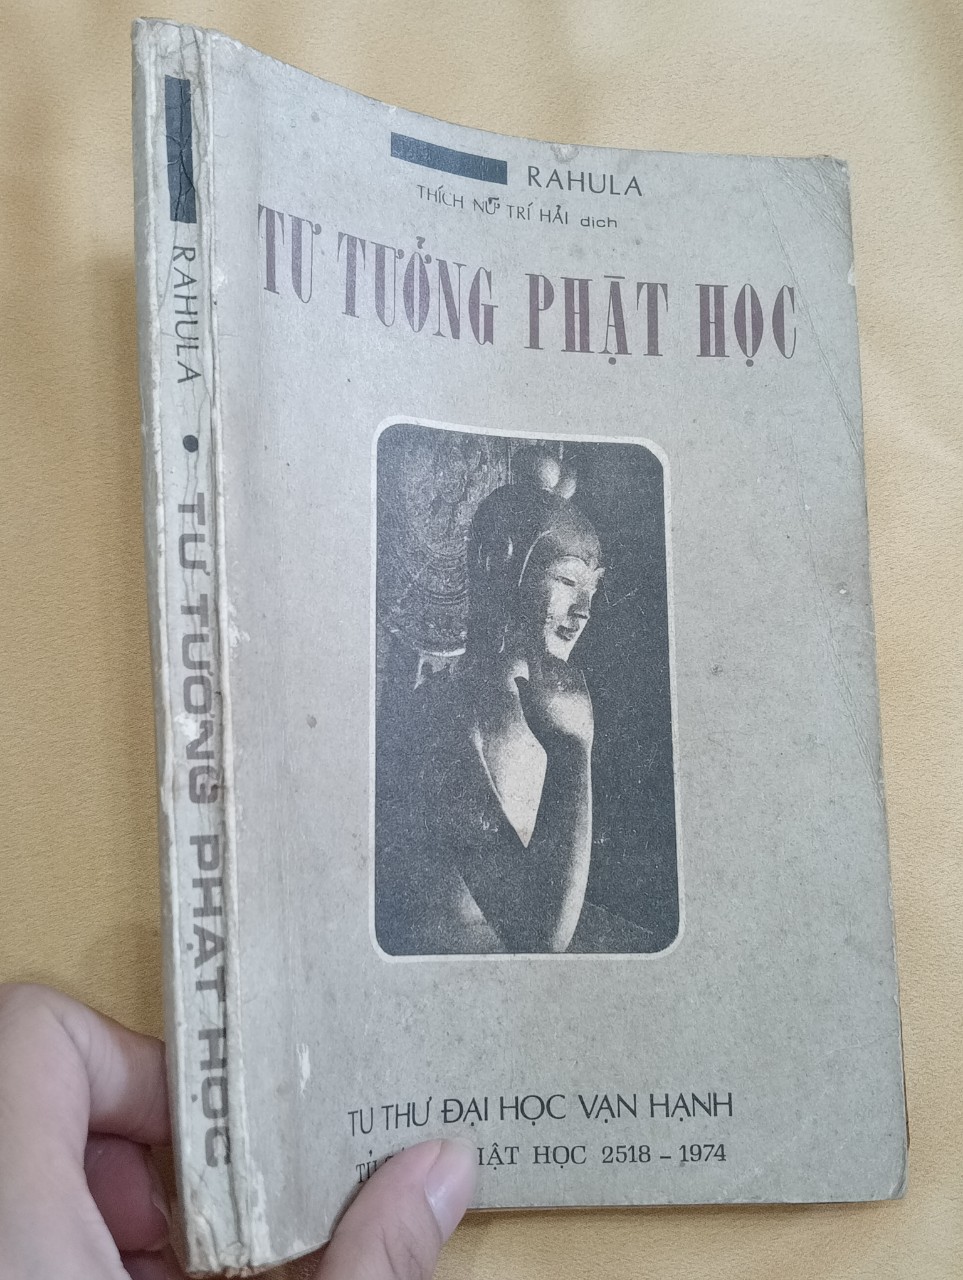 RAHULA
THÍCH NỮ TRÍ HẢI dịch
TƯ TƯỞNG PHẬT HỌC
TU THƯ ĐẠI HỌC VẠN HẠNH
TỦ HỌC 2518 – 1974
RAHULA • TƯ TƯỞNG PHẬT HỌC